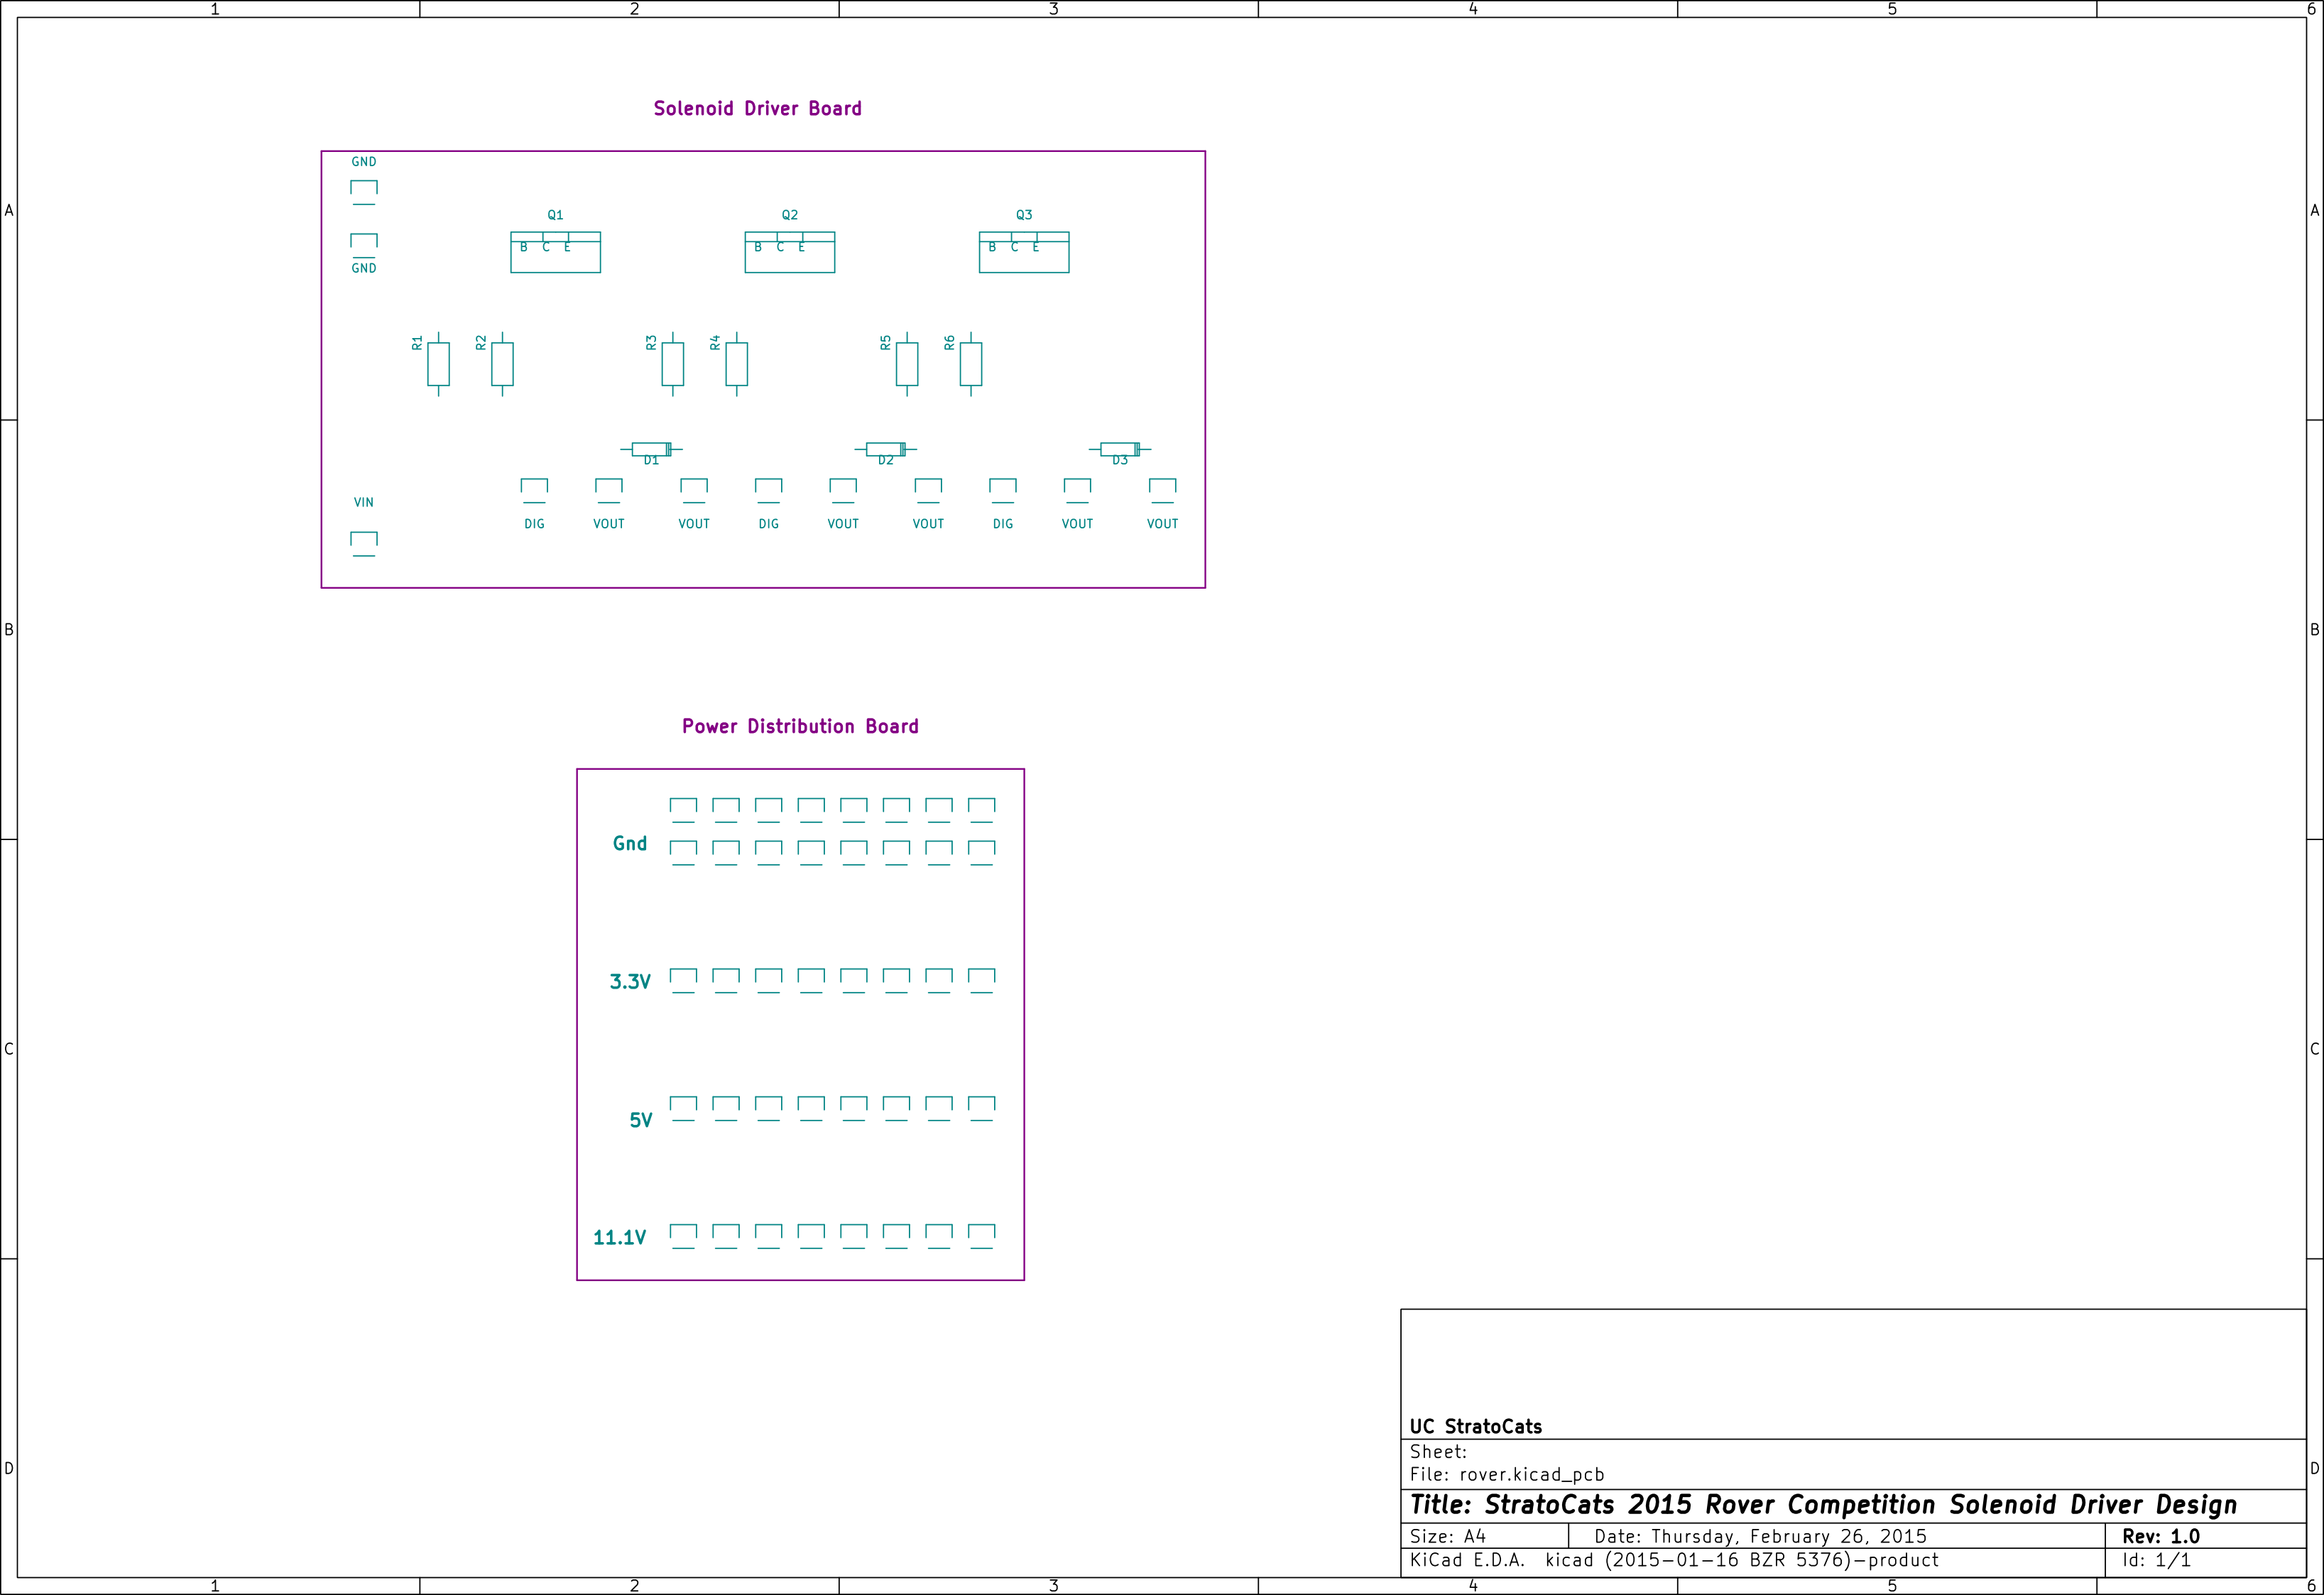 1 2 3 4 5 6
Solenoid Driver Board
GND
A A
Q1 Q2 Q3
B C E B C E B C E
GND
R1 R2 R3 R4 R5 R6
D1 D2 D3
VIN
DIG VOUT VOUT DIG VOUT VOUT DIG VOUT VOUT
B B
Power Distribution Board
Gnd
3.3V
C C
5V
11.1V
UC StratoCats
Sheet:
File: rover.kicad_pcb
D D
Title: StratoCats 2015 Rover Competition Solenoid Driver Design
Size: A4 Date: Thursday, February 26, 2015 Rev: 1.0
KiCad E.D.A. kicad (2015-01-16 BZR 5376)-product Id: 1/1
1 2 3 4 5 6